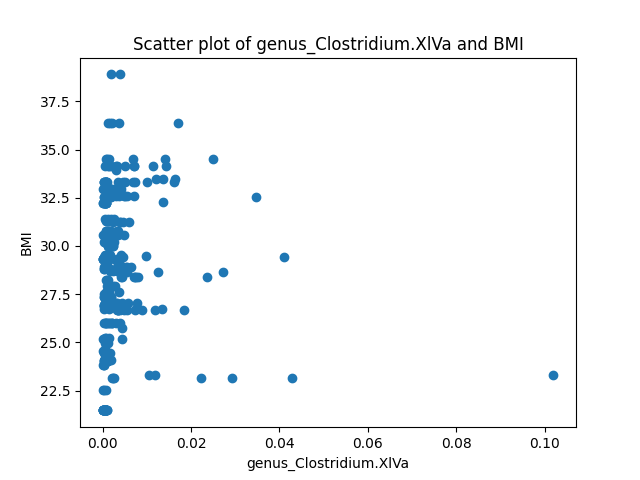 Scatter plot of genus_Clostridium.XlVa and BMI
BMI
37.5
35.0
32.5
30.0
27.5
25.0
22.5
0.00 0.02 0.04 0.06 0.08 0.10
genus_Clostridium.XlVa